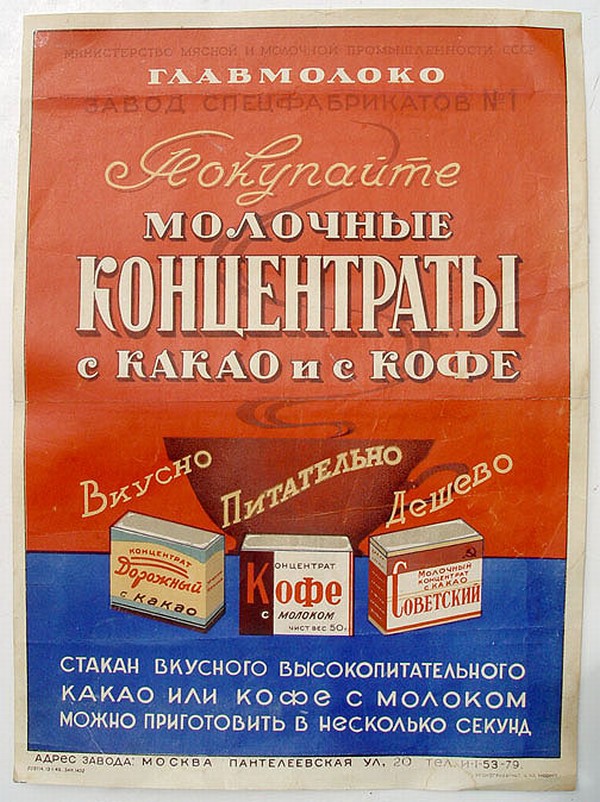 МИНИСТЕРСТВО МЯСНОЙ И МОЛОЧНОЙ ПРОМЫШЛЕННОСТИ СССР
ГЛАВМОЛОКО
ЗАВОД СПЕЦФАБРИКАТОВ №1
Покупайте
МОЛОЧНЫЕ
КОНЦЕНТРАТЫ
с КАКАО и с КОФЕ
Вкусно
Питательно
Дешево
КОНЦЕНТРАТ
Дорожный
с какао
КОНЦЕНТРАТ
Кофе
с МОЛОКОМ
ЧИСТ ВЕС 50 г
МОЛОЧНЫЙ
КОНЦЕНТРАТ
с КАКАО
СОВЕТСКИЙ
СТАКАН ВКУСНОГО ВЫСОКОПИТАТЕЛЬНОГО
КАКАО ИЛИ КОФЕ С МОЛОКОМ
МОЖНО ПРИГОТОВИТЬ В НЕСКОЛЬКО СЕКУНД
АДРЕС ЗАВОДА: МОСКВА ПАНТЕЛЕЕВСКАЯ УЛ, 20 ТЕЛ. И-1-53-79.